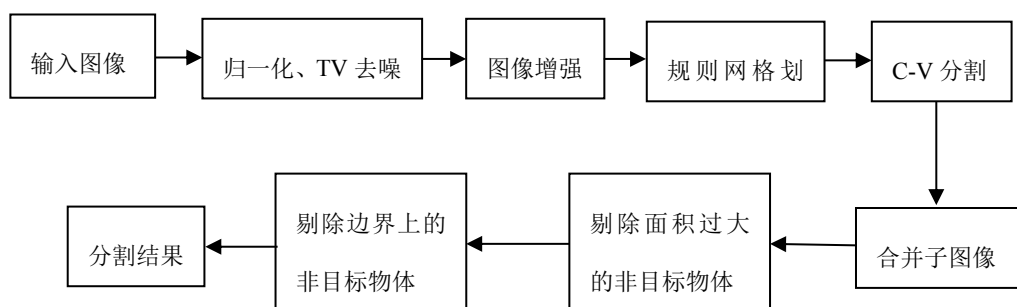 输入图像
归一化、TV 去噪
图像增强
规则网格划
C-V 分割
合并子图像
剔除面积过大
的非目标物体
剔除边界上的
非目标物体
分割结果